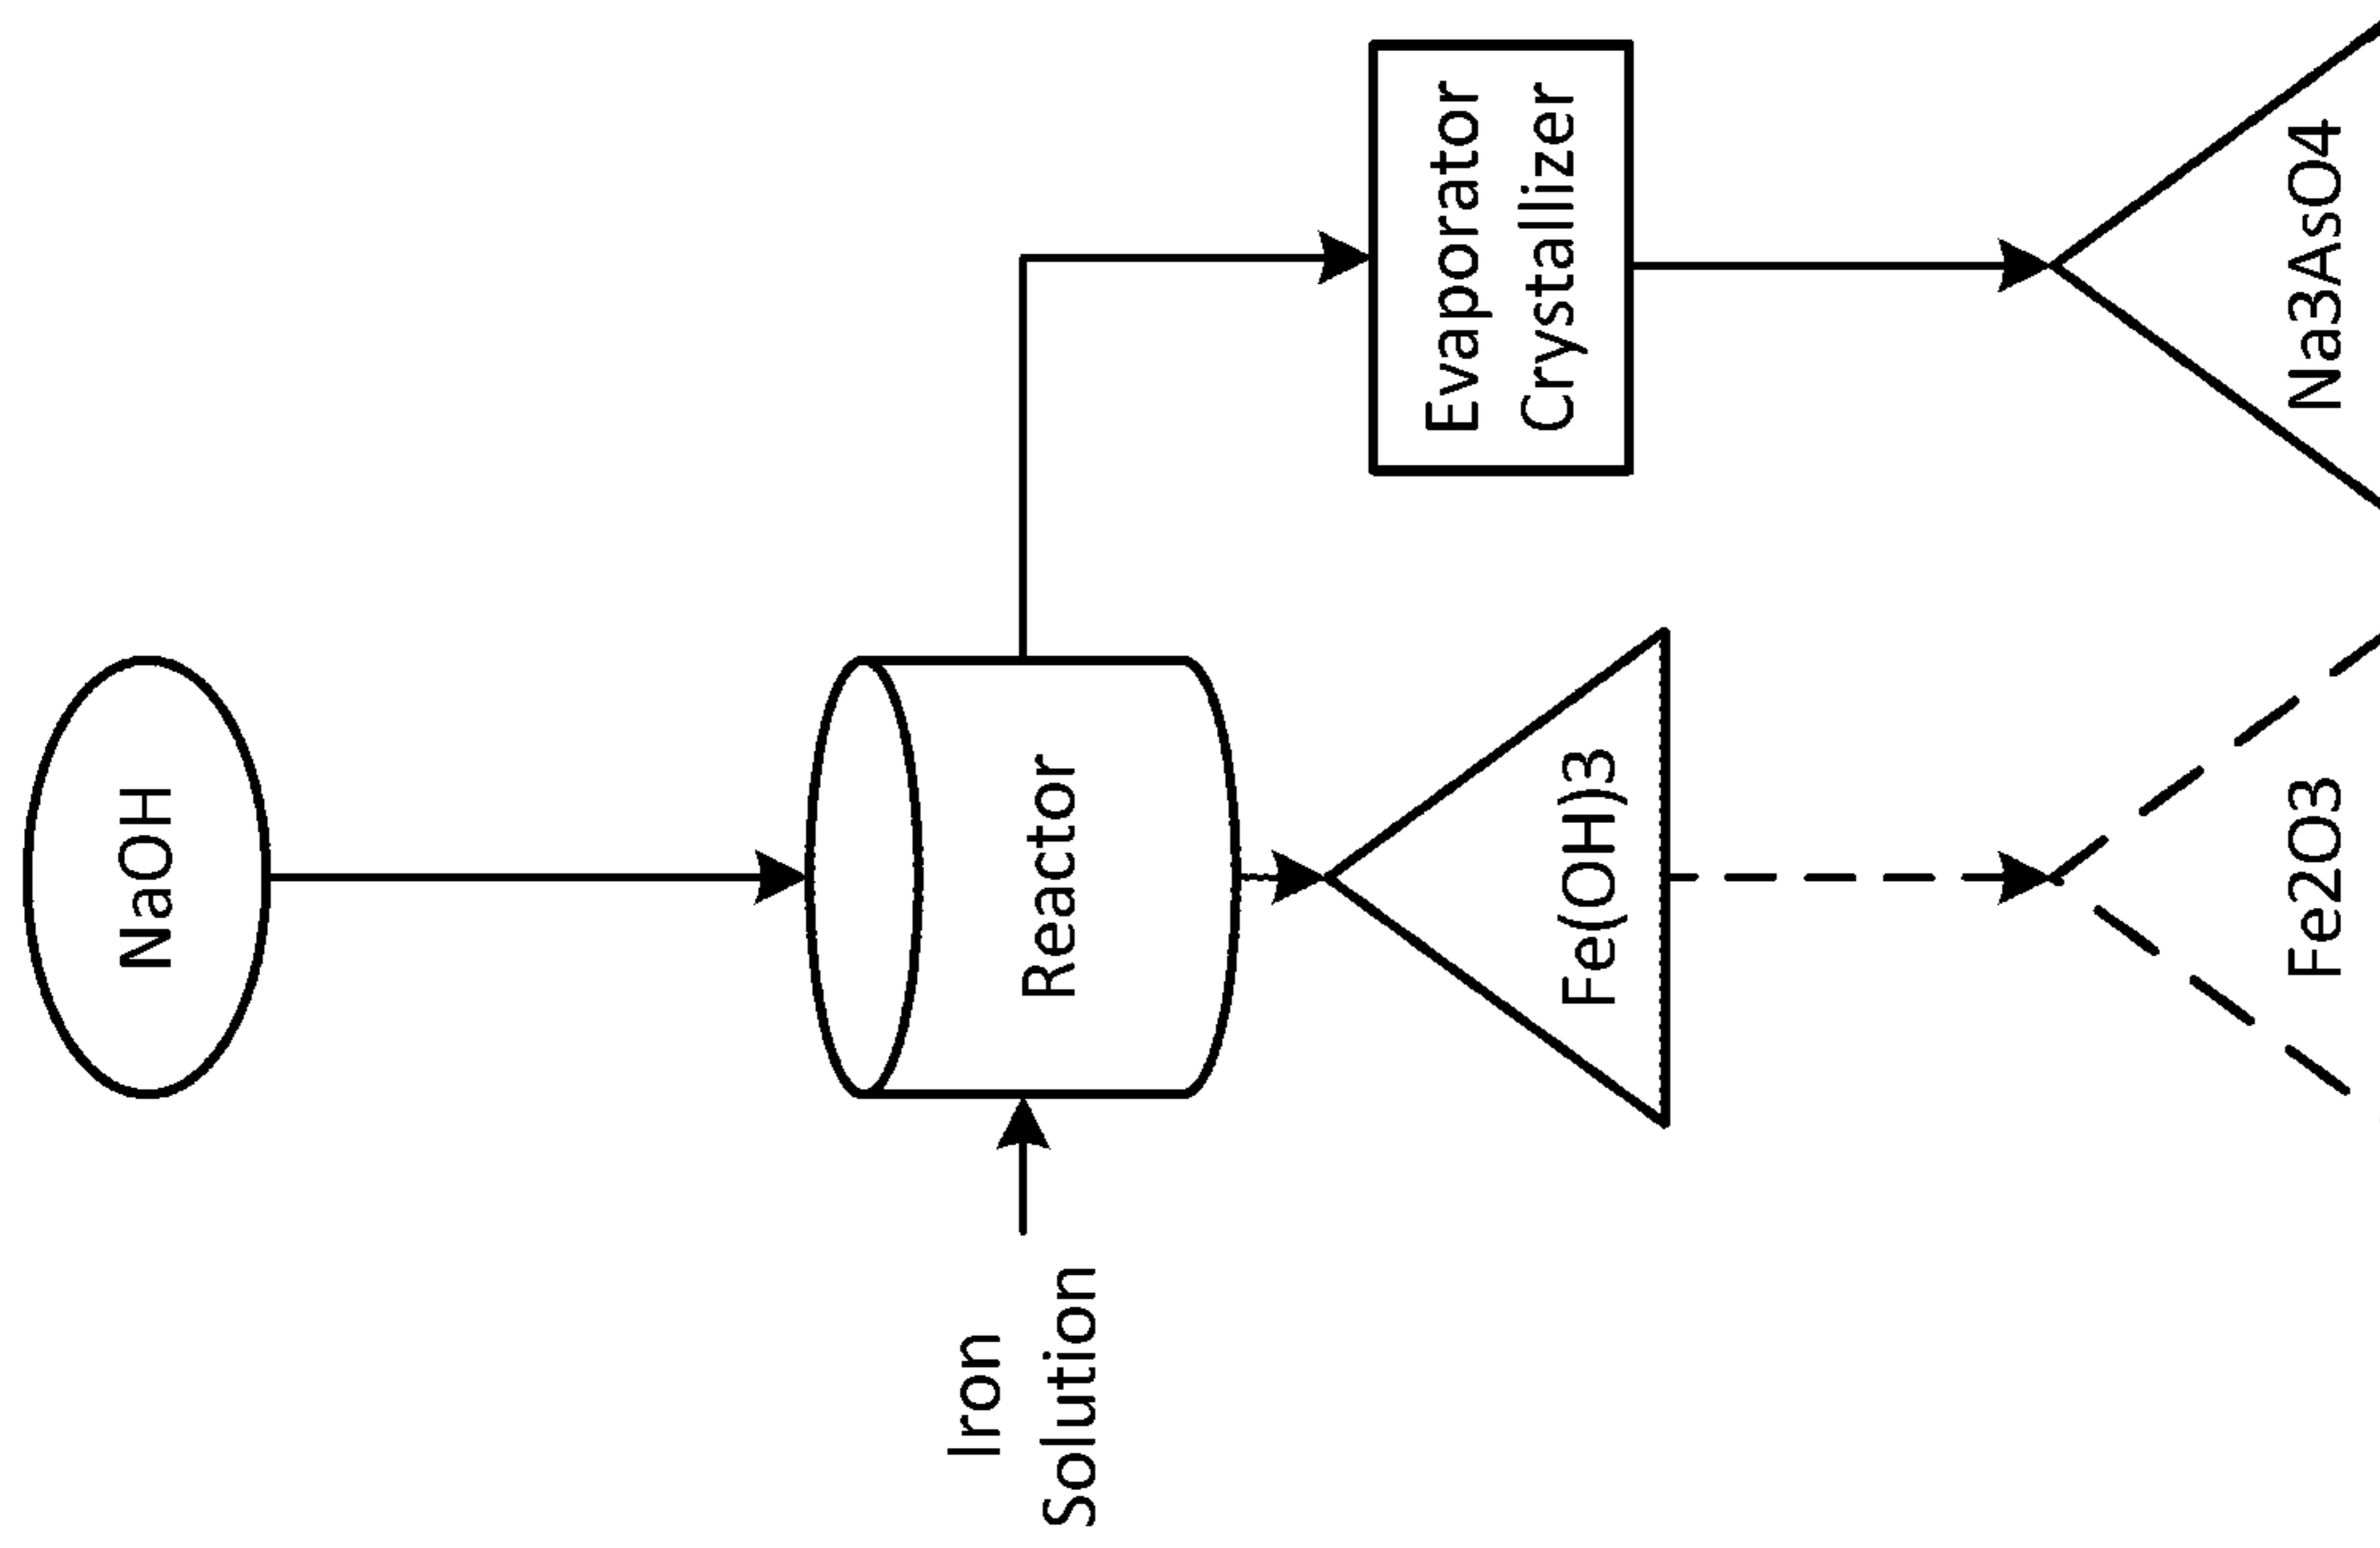 NaOH
Iron
Solution
Reactor
Evaporator
Crystallizer
Fe(OH)3
Fe2O3
Na3AsO4